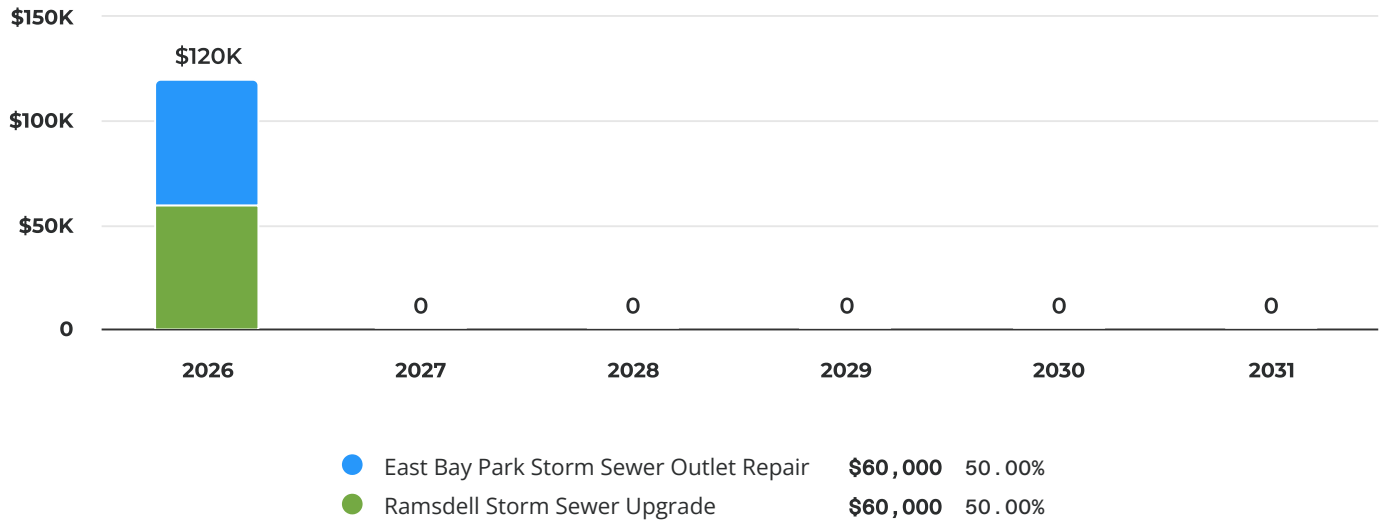 $150K
$120K
$100K
$50K
0 0 0 0 0 0
2026 2027 2028 2029 2030 2031
East Bay Park Storm Sewer Outlet Repair $60,000 50.00%
Ramsdell Storm Sewer Upgrade $60,000 50.00%